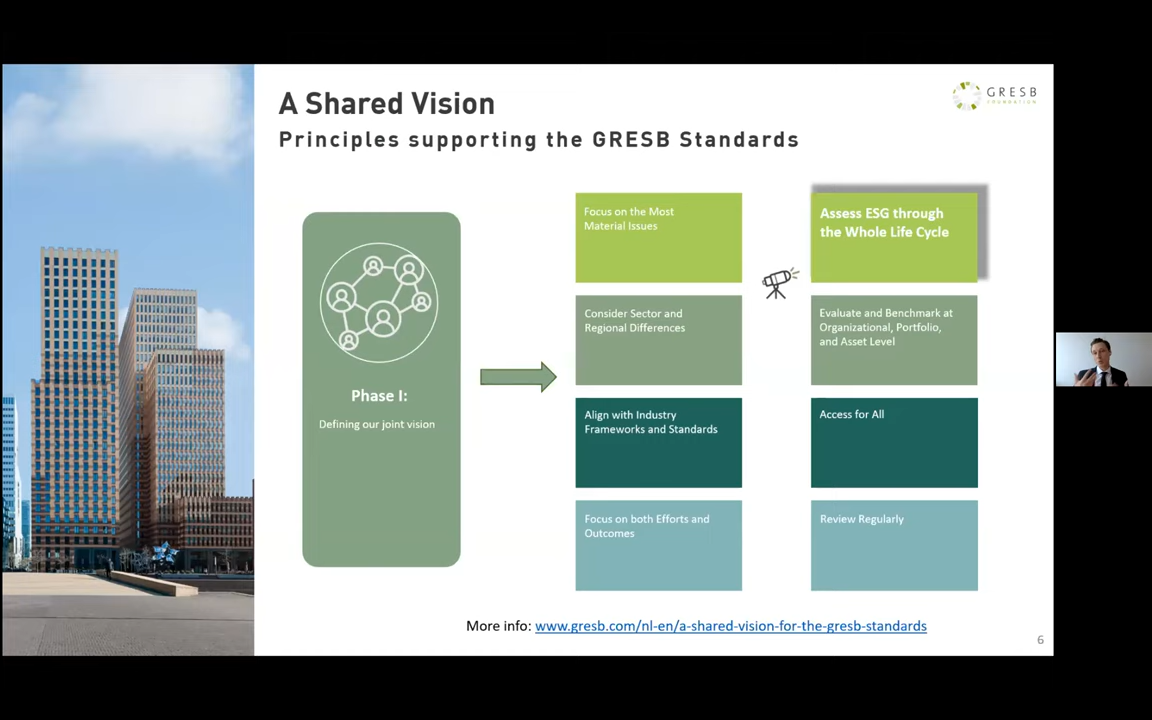 A Shared Vision
Principles supporting the GRESB Standards
GRESB
FOUNDATION
Phase I:
Defining our joint vision
Focus on the Most
Material Issues
Assess ESG through
the Whole Life Cycle
Consider Sector and
Regional Differences
Evaluate and Benchmark at
Organizational, Portfolio,
and Asset Level
Align with Industry
Frameworks and Standards
Access for All
Focus on both Efforts and
Outcomes
Review Regularly
More info: www.gresb.com/nl-en/a-shared-vision-for-the-gresb-standards
6